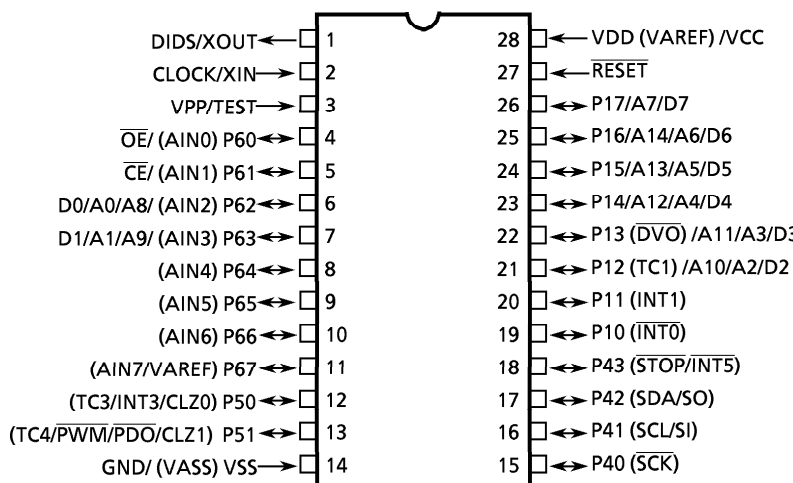 DIDS/XOUT 1 28 VDD (VAREF) /VCC
CLOCK/XIN 2 27 RESET
VPP/TEST 3 26 P17/A7/D7
OE/ (AIN0) P60 4 25 P16/A14/A6/D6
CE/ (AIN1) P61 5 24 P15/A13/A5/D5
D0/A0/A8/ (AIN2) P62 6 23 P14/A12/A4/D4
D1/A1/A9/ (AIN3) P63 7 22 P13 (DVO) /A11/A3/D3
(AIN4) P64 8 21 P12 (TC1) /A10/A2/D2
(AIN5) P65 9 20 P11 (INT1)
(AIN6) P66 10 19 P10 (INT0)
(AIN7/VAREF) P67 11 18 P43 (STOP/INT5)
(TC3/INT3/CLZ0) P50 12 17 P42 (SDA/SO)
(TC4/PWM/PDO/CLZ1) P51 13 16 P41 (SCL/SI)
GND/ (VASS) VSS 14 15 P40 (SCK)